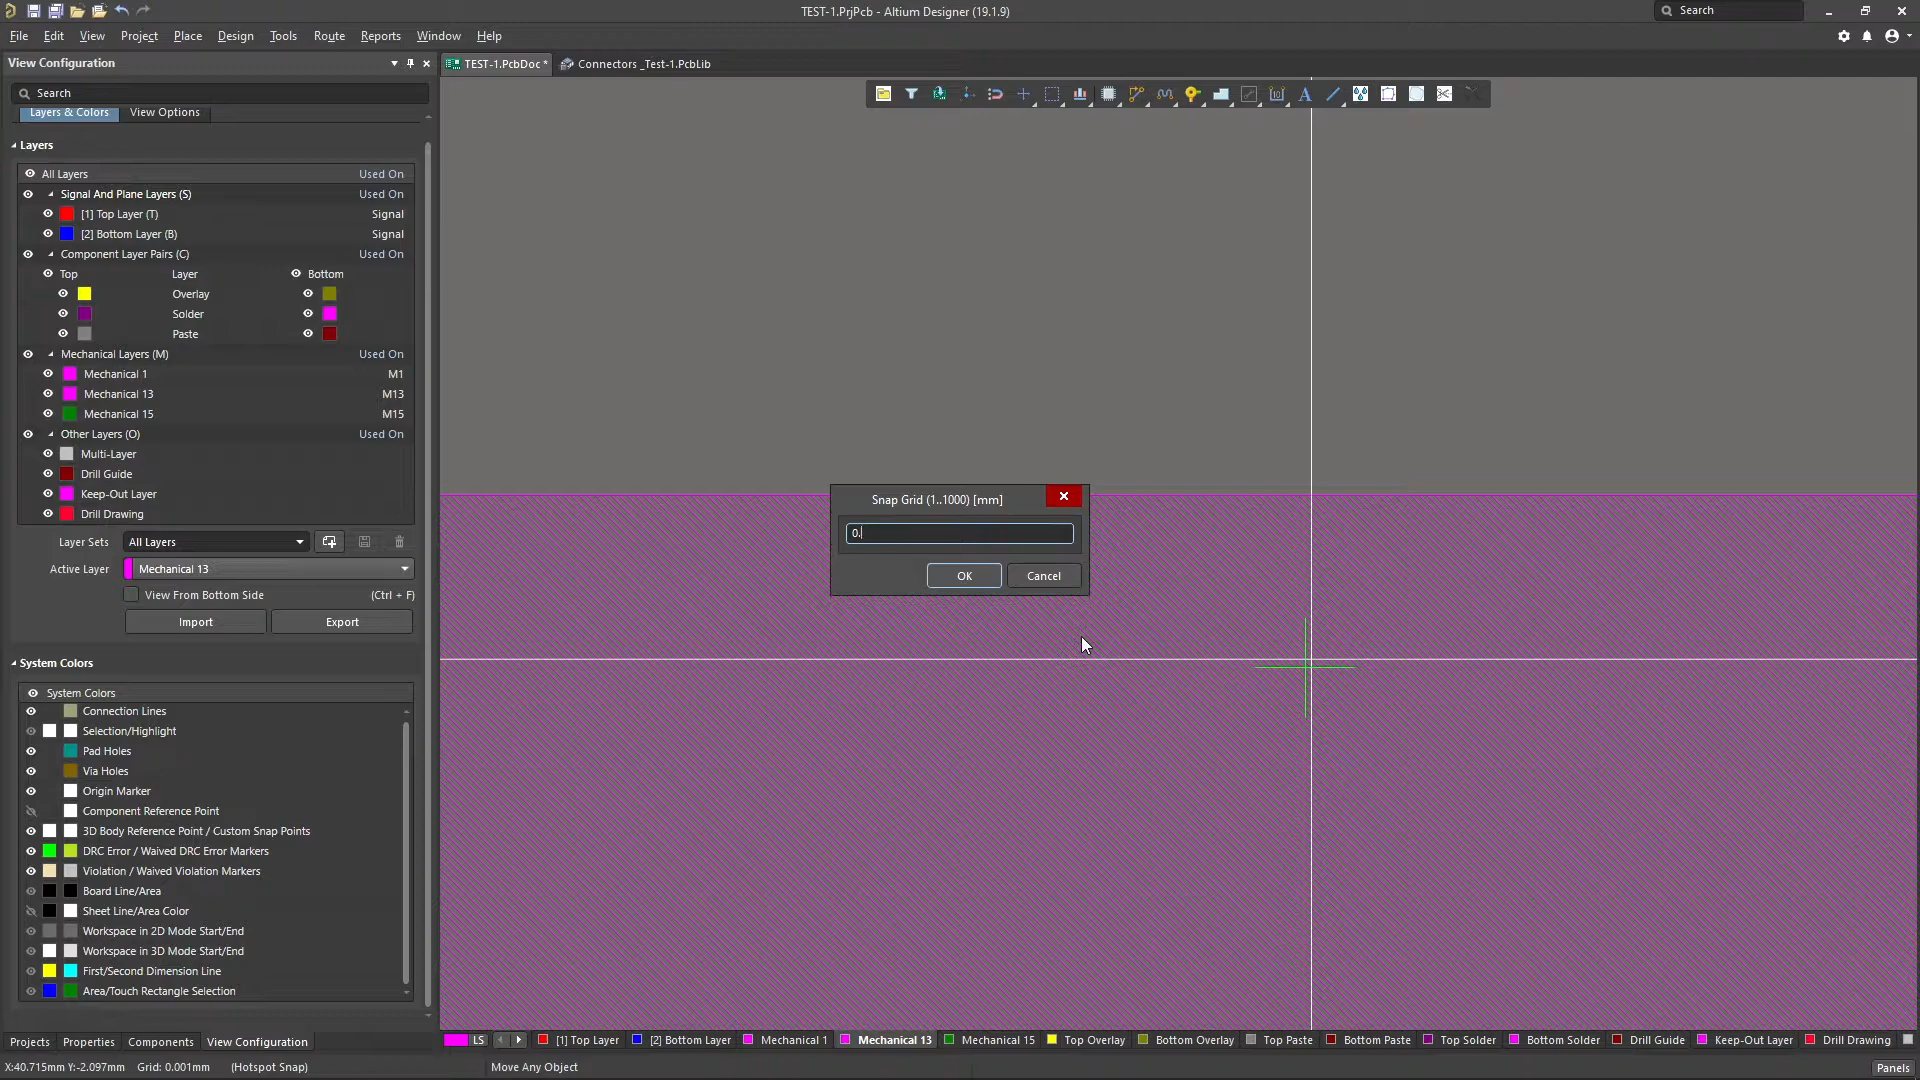 TEST-1.PrjPcb - Altium Designer (19.1.9)
Search
File Edit View Project Place Design Tools Route Reports Window Help
View Configuration
TEST-1.PcbDoc *
Connectors _Test-1.PcbLib
Search
Layers & Colors View Options
Layers
All Layers Used On
Signal And Plane Layers (S) Used On
[1] Top Layer (T) Signal
[2] Bottom Layer (B) Signal
Component Layer Pairs (C) Used On
Top Layer Bottom
Overlay
Solder
Paste
Mechanical Layers (M) Used On
Mechanical 1 M1
Mechanical 13 M13
Mechanical 15 M15
Other Layers (O) Used On
Multi-Layer
Drill Guide
Keep-Out Layer
Drill Drawing
Layer Sets All Layers
Active Layer Mechanical 13
View From Bottom Side (Ctrl + F)
Import Export
System Colors
System Colors
Connection Lines
Selection/Highlight
Pad Holes
Via Holes
Origin Marker
Component Reference Point
3D Body Reference Point / Custom Snap Points
DRC Error / Waived DRC Error Markers
Violation / Waived Violation Markers
Board Line/Area
Sheet Line/Area Color
Workspace in 2D Mode Start/End
Workspace in 3D Mode Start/End
First/Second Dimension Line
Area/Touch Rectangle Selection
Snap Grid (1..1000) [mm]
0.
OK Cancel
Projects Properties Components View Configuration
LS [1] Top Layer [2] Bottom Layer Mechanical 1 Mechanical 13 Mechanical 15 Top Overlay Bottom Overlay Top Paste Bottom Paste Top Solder Bottom Solder Drill Guide Keep-Out Layer Drill Drawing
X:40.715mm Y:-2.097mm Grid: 0.001mm (Hotspot Snap) Move Any Object Panels